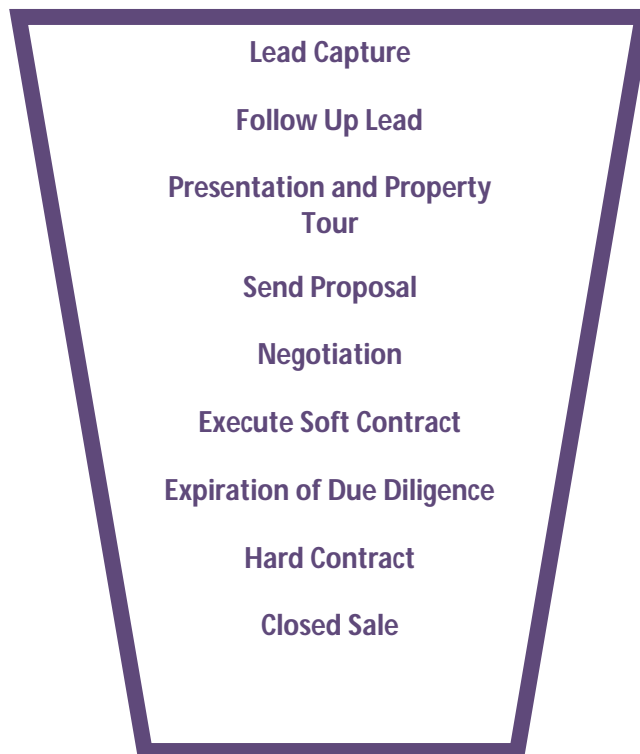 Lead Capture
Follow Up Lead
Presentation and Property
Tour
Send Proposal
Negotiation
Execute Soft Contract
Expiration of Due Diligence
Hard Contract
Closed Sale